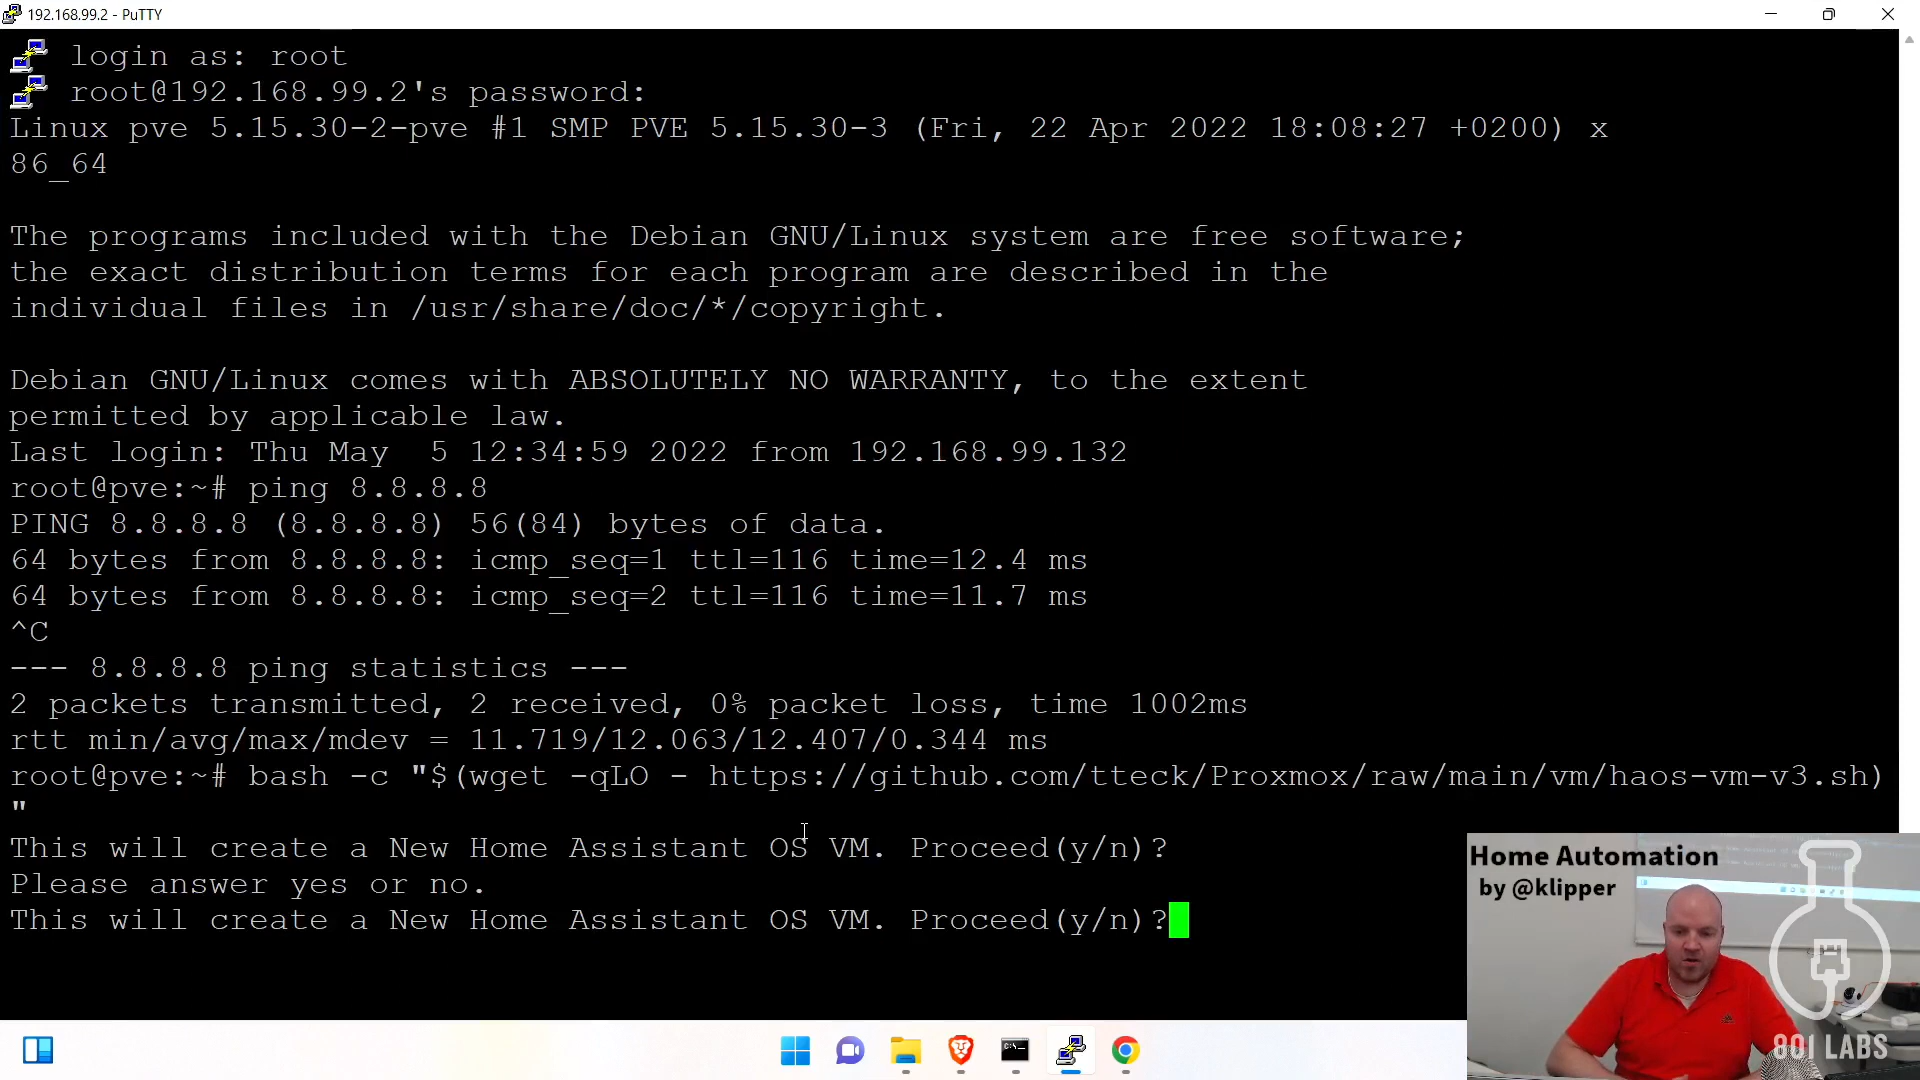 192.168.99.2 - PuTTY
login as: root
root@192.168.99.2's password:
Linux pve 5.15.30-2-pve #1 SMP PVE 5.15.30-3 (Fri, 22 Apr 2022 18:08:27 +0200) x
86_64
The programs included with the Debian GNU/Linux system are free software;
the exact distribution terms for each program are described in the
individual files in /usr/share/doc/*/copyright.
Debian GNU/Linux comes with ABSOLUTELY NO WARRANTY, to the extent
permitted by applicable law.
Last login: Thu May  5 12:34:59 2022 from 192.168.99.132
root@pve:~# ping 8.8.8.8
PING 8.8.8.8 (8.8.8.8) 56(84) bytes of data.
64 bytes from 8.8.8.8: icmp_seq=1 ttl=116 time=12.4 ms
64 bytes from 8.8.8.8: icmp_seq=2 ttl=116 time=11.7 ms
^C
--- 8.8.8.8 ping statistics ---
2 packets transmitted, 2 received, 0% packet loss, time 1002ms
rtt min/avg/max/mdev = 11.719/12.063/12.407/0.344 ms
root@pve:~# bash -c "$(wget -qLO - https://github.com/tteck/Proxmox/raw/main/vm/haos-vm-v3.sh)
"
This will create a New Home Assistant OS VM. Proceed(y/n)?
Please answer yes or no.
This will create a New Home Assistant OS VM. Proceed(y/n)?
Home Automation
by @klipper
801 LABS